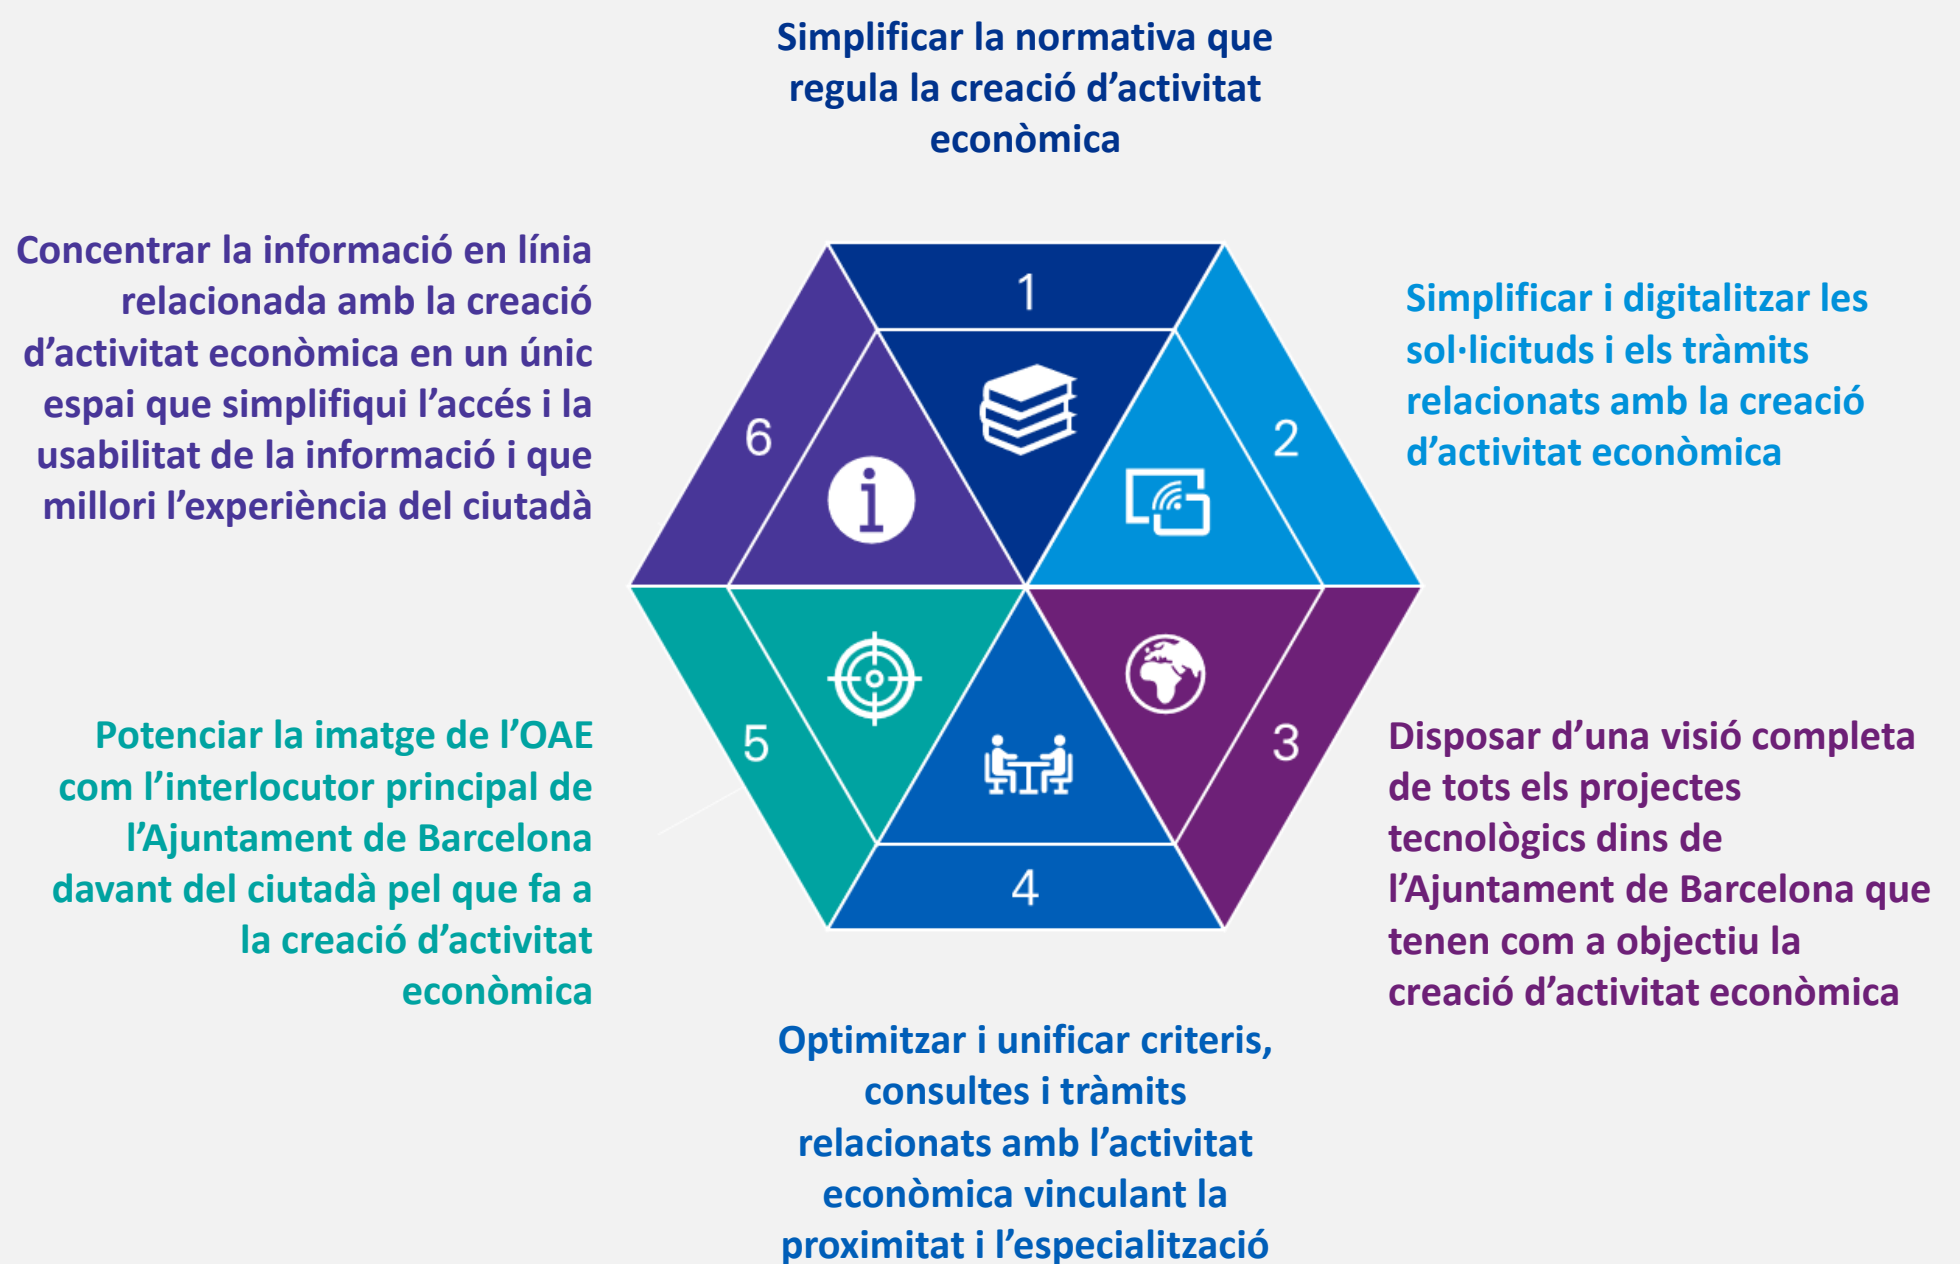 Simplificar la normativa que
regula la creació d’activitat
econòmica
1
Simplificar i digitalitzar les
sol·licituds i els tràmits
relacionats amb la creació
d’activitat econòmica
2
Disposar d’una visió completa
de tots els projectes
tecnològics dins de
l’Ajuntament de Barcelona que
tenen com a objectiu la
creació d’activitat econòmica
3
Optimitzar i unificar criteris,
consultes i tràmits
relacionats amb l’activitat
econòmica vinculant la
proximitat i l’especialització
4
Potenciar la imatge de l’OAE
com l’interlocutor principal de
l’Ajuntament de Barcelona
davant del ciutadà pel que fa a
la creació d’activitat
econòmica
5
Concentrar la informació en línia
relacionada amb la creació
d’activitat econòmica en un únic
espai que simplifiqui l’accés i la
usabilitat de la informació i que
millori l’experiència del ciutadà
6
i